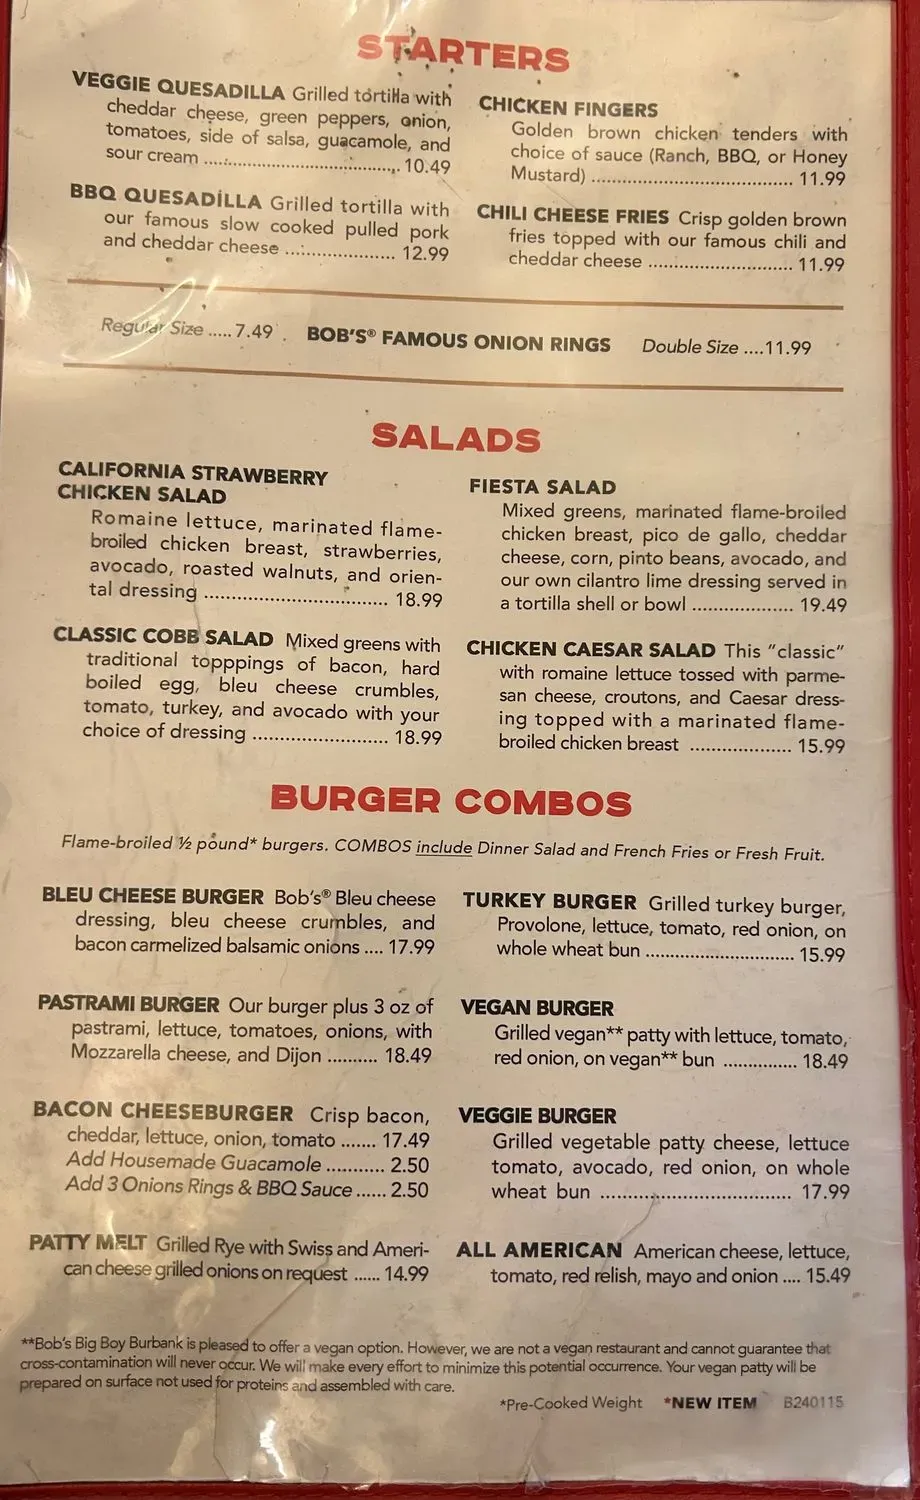 STARTERS
VEGGIE QUESADILLA Grilled tortilla with
cheddar cheese, green peppers, onion,
tomatoes, side of salsa, guacamole, and
sour cream .................................... 10.49
BBQ QUESADILLA Grilled tortilla with
our famous slow cooked pulled pork
and cheddar cheese ...................... 12.99
CHICKEN FINGERS
Golden brown chicken tenders with
choice of sauce (Ranch, BBQ, or Honey
Mustard) .................................... 11.99
CHILI CHEESE FRIES Crisp golden brown
fries topped with our famous chili and
cheddar cheese .......................... 11.99
Regular Size .....7.49 BOB'S® FAMOUS ONION RINGS Double Size ....11.99
SALADS
CALIFORNIA STRAWBERRY
CHICKEN SALAD
Romaine lettuce, marinated flame-
broiled chicken breast, strawberries,
avocado, roasted walnuts, and orien-
tal dressing ................................. 18.99
CLASSIC COBB SALAD Mixed greens with
traditional topppings of bacon, hard
boiled egg, bleu cheese crumbles,
tomato, turkey, and avocado with your
choice of dressing ........................ 18.99
FIESTA SALAD
Mixed greens, marinated flame-broiled
chicken breast, pico de gallo, cheddar
cheese, corn, pinto beans, avocado, and
our own cilantro lime dressing served in
a tortilla shell or bowl .................. 19.49
CHICKEN CAESAR SALAD This "classic"
with romaine lettuce tossed with parme-
san cheese, croutons, and Caesar dress-
ing topped with a marinated flame-
broiled chicken breast ................... 15.99
BURGER COMBOS
Flame-broiled ½ pound* burgers. COMBOS include Dinner Salad and French Fries or Fresh Fruit.
BLEU CHEESE BURGER Bob's® Bleu cheese
dressing, bleu cheese crumbles, and
bacon carmelized balsamic onions .... 17.99
PASTRAMI BURGER Our burger plus 3 oz of
pastrami, lettuce, tomatoes, onions, with
Mozzarella cheese, and Dijon .......... 18.49
BACON CHEESEBURGER Crisp bacon,
cheddar, lettuce, onion, tomato ....... 17.49
Add Housemade Guacamole ........... 2.50
Add 3 Onions Rings & BBQ Sauce ...... 2.50
PATTY MELT Grilled Rye with Swiss and Ameri-
can cheese grilled onions on request ...... 14.99
TURKEY BURGER Grilled turkey burger,
Provolone, lettuce, tomato, red onion, on
whole wheat bun ............................ 15.99
VEGAN BURGER
Grilled vegan** patty with lettuce, tomato,
red onion, on vegan** bun ............... 18.49
VEGGIE BURGER
Grilled vegetable patty cheese, lettuce
tomato, avocado, red onion, on whole
wheat bun .................................... 17.99
ALL AMERICAN American cheese, lettuce,
tomato, red relish, mayo and onion .... 15.49
**Bob's Big Boy Burbank is pleased to offer a vegan option. However, we are not a vegan restaurant and cannot guarantee that
cross-contamination will never occur. We will make every effort to minimize this potential occurrence. Your vegan patty will be
prepared on surface not used for proteins and assembled with care.
*Pre-Cooked Weight *NEW ITEM B240115